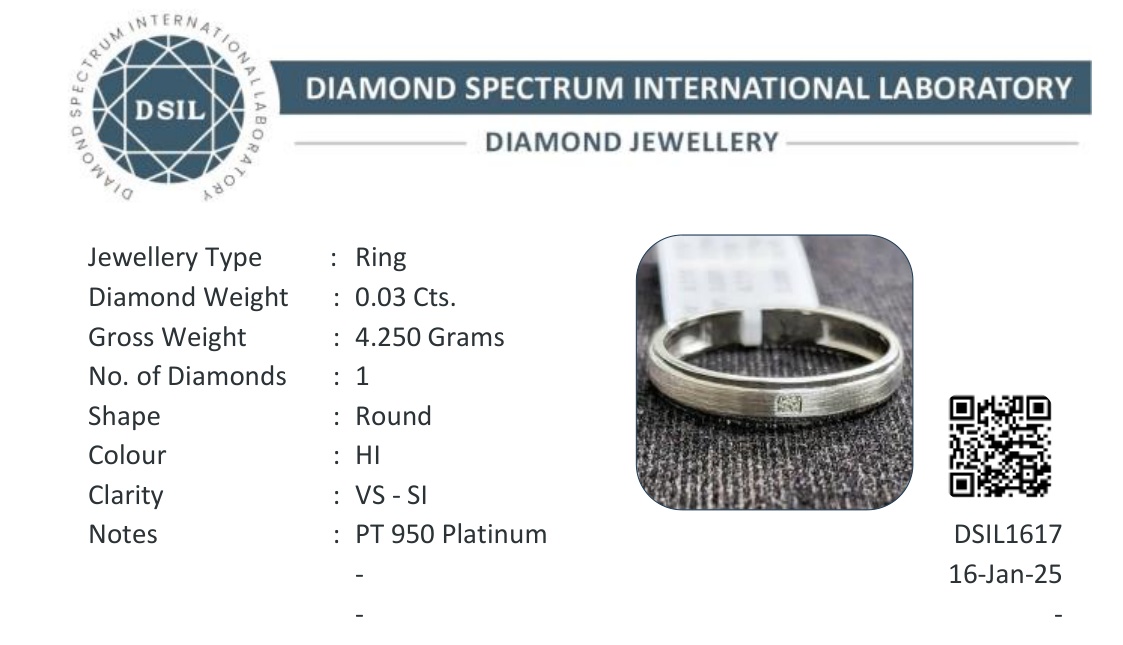 DIAMOND SPECTRUM INTERNATIONAL LABORATORY
DSIL
DIAMOND SPECTRUM INTERNATIONAL LABORATORY
DIAMOND JEWELLERY
Jewellery Type : Ring
Diamond Weight : 0.03 Cts.
Gross Weight : 4.250 Grams
No. of Diamonds : 1
Shape : Round
Colour : HI
Clarity : VS - SI
Notes : PT 950 Platinum
-
-
DSIL1617
16-Jan-25
-